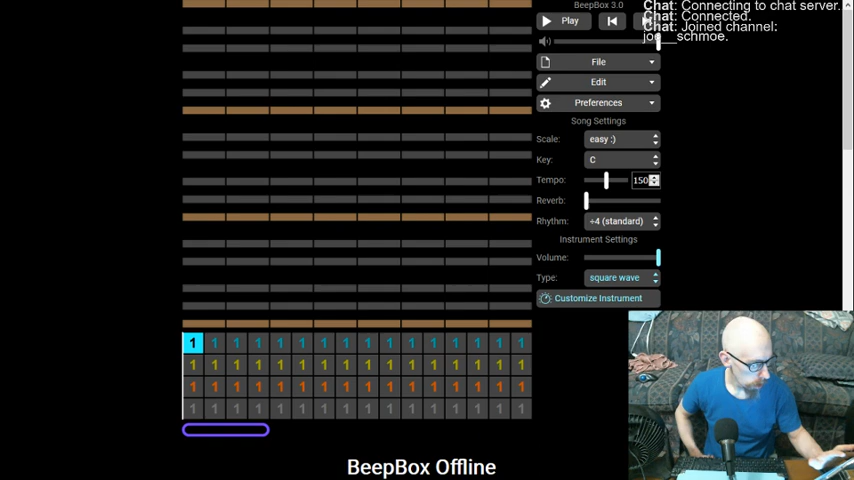 BeepBox 3.0
Chat: Connecting to chat server.
Chat: Connected.
Chat: Joined channel:
joe__schmoe.
Play
File
Edit
Preferences
Song Settings
Scale: easy :)
Key: C
Tempo: 150
Reverb:
Rhythm: ÷4 (standard)
Instrument Settings
Volume:
Type: square wave
Customize Instrument
1 1 1 1 1 1 1 1 1 1 1 1 1 1 1 1
1 1 1 1 1 1 1 1 1 1 1 1 1 1 1 1
1 1 1 1 1 1 1 1 1 1 1 1 1 1 1 1
1 1 1 1 1 1 1 1 1 1 1 1 1 1 1 1
BeepBox Offline